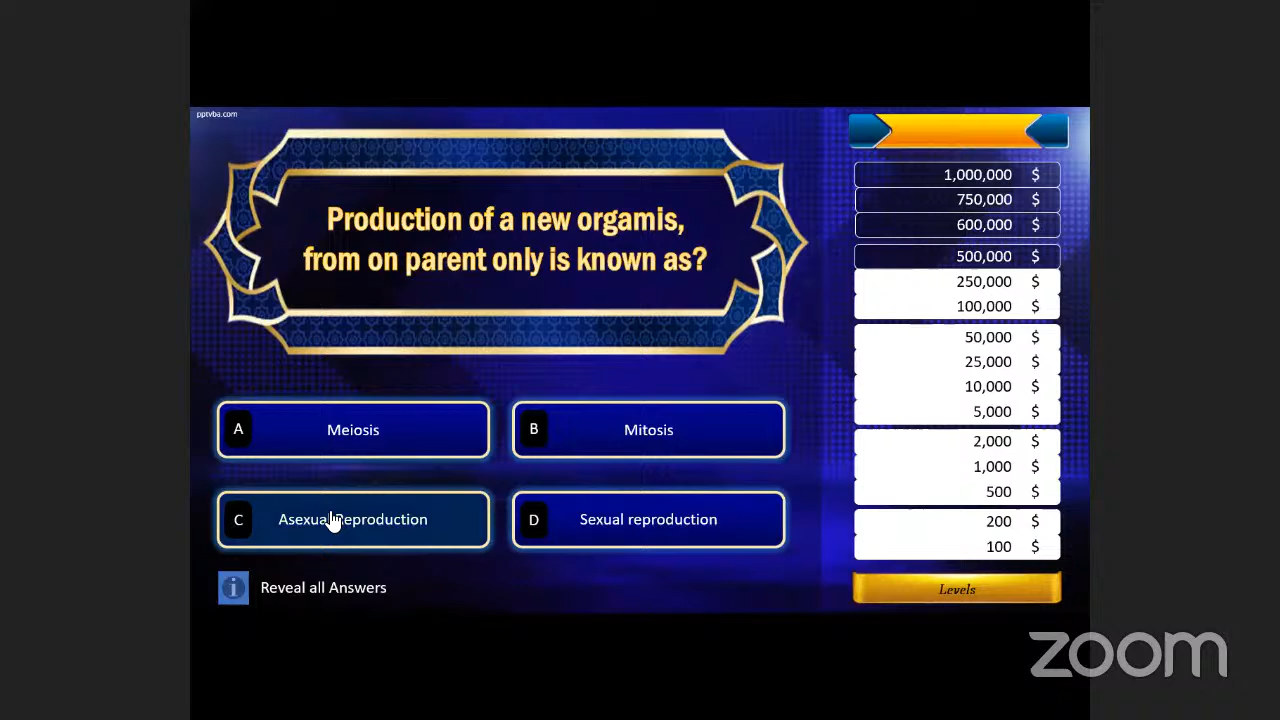 pptvba.com
Production of a new orgamis,
from on parent only is known as?
A Meiosis
B Mitosis
C Asexual Reproduction
D Sexual reproduction
Reveal all Answers
1,000,000 $
750,000 $
600,000 $
500,000 $
250,000 $
100,000 $
50,000 $
25,000 $
10,000 $
5,000 $
2,000 $
1,000 $
500 $
200 $
100 $
Levels
zoom